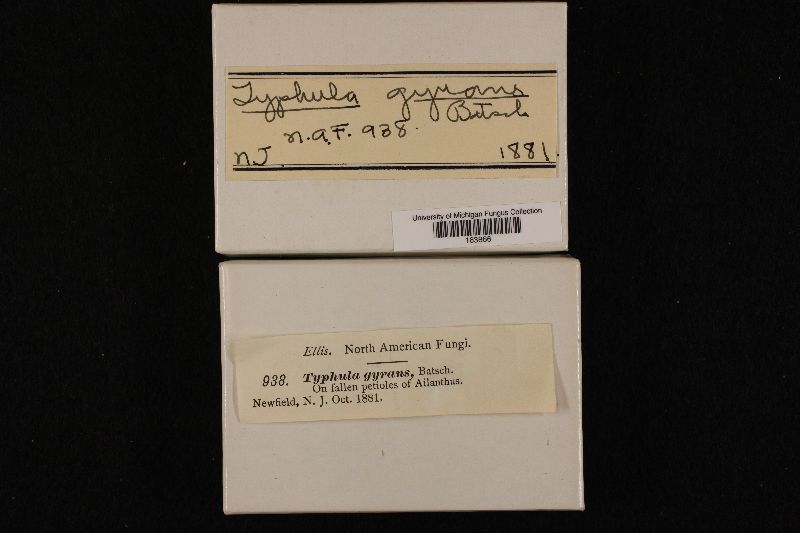 Typhula gyrans
Batsch
N.A.F. 938.
NJ 1881.
University of Michigan Fungus Collection
183866
Ellis. North American Fungi.
938. Typhula gyrans, Batsch.
On fallen petioles of Ailanthus.
Newfield, N. J. Oct. 1881.